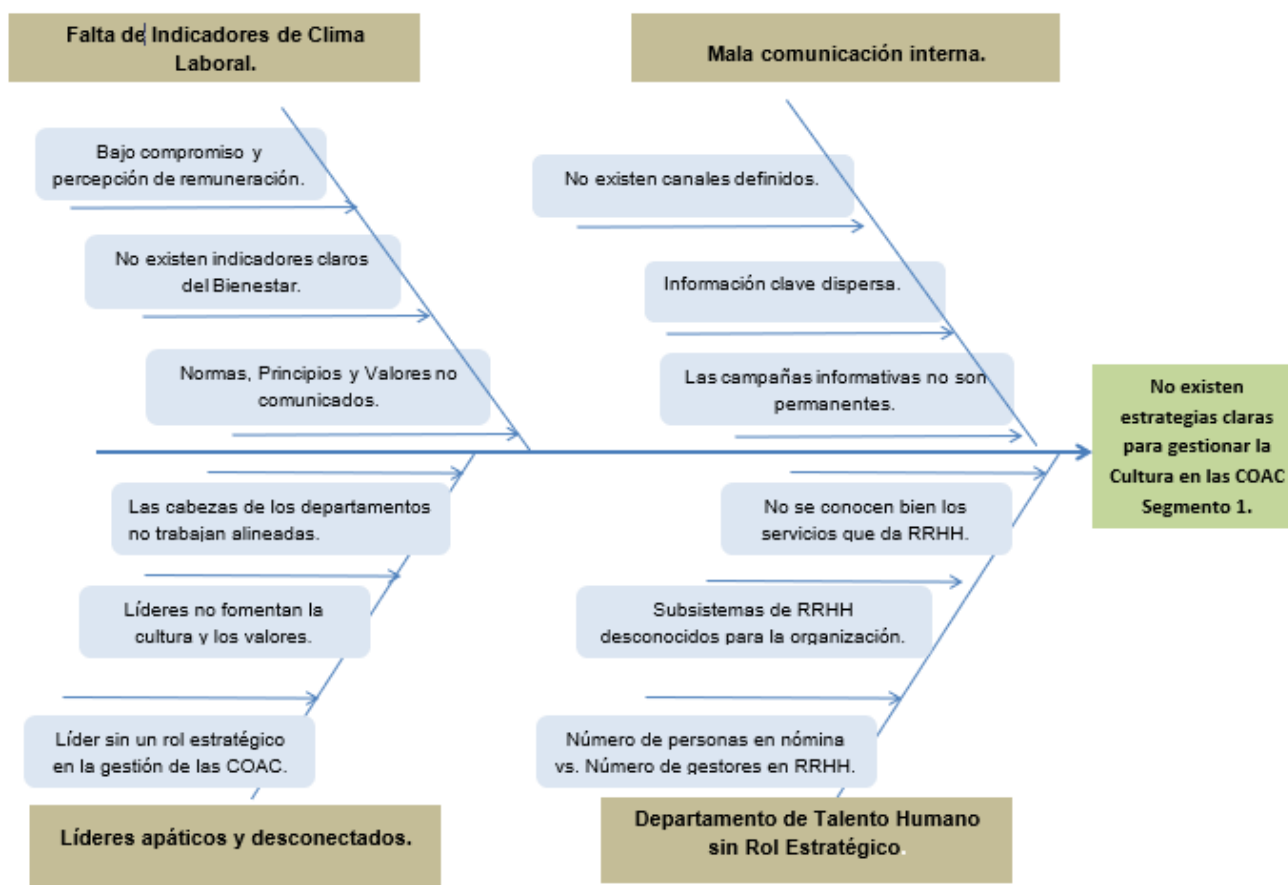 Falta de Indicadores de Clima
Laboral.
Mala comunicación interna.
Bajo compromiso y
percepción de remuneración.
No existen canales definidos.
No existen indicadores claros
del Bienestar.
Información clave dispersa.
Normas, Principios y Valores no
comunicados.
Las campañas informativas no son
permanentes.
No existen
estrategias claras
para gestionar la
Cultura en las COAC
Segmento 1.
Las cabezas de los departamentos
no trabajan alineadas.
No se conocen bien los
servicios que da RRHH.
Líderes no fomentan la
cultura y los valores.
Subsistemas de RRHH
desconocidos para la organización.
Líder sin un rol estratégico
en la gestión de las COAC.
Número de personas en nómina
vs. Número de gestores en RRHH.
Líderes apáticos y desconectados.
Departamento de Talento Humano
sin Rol Estratégico.